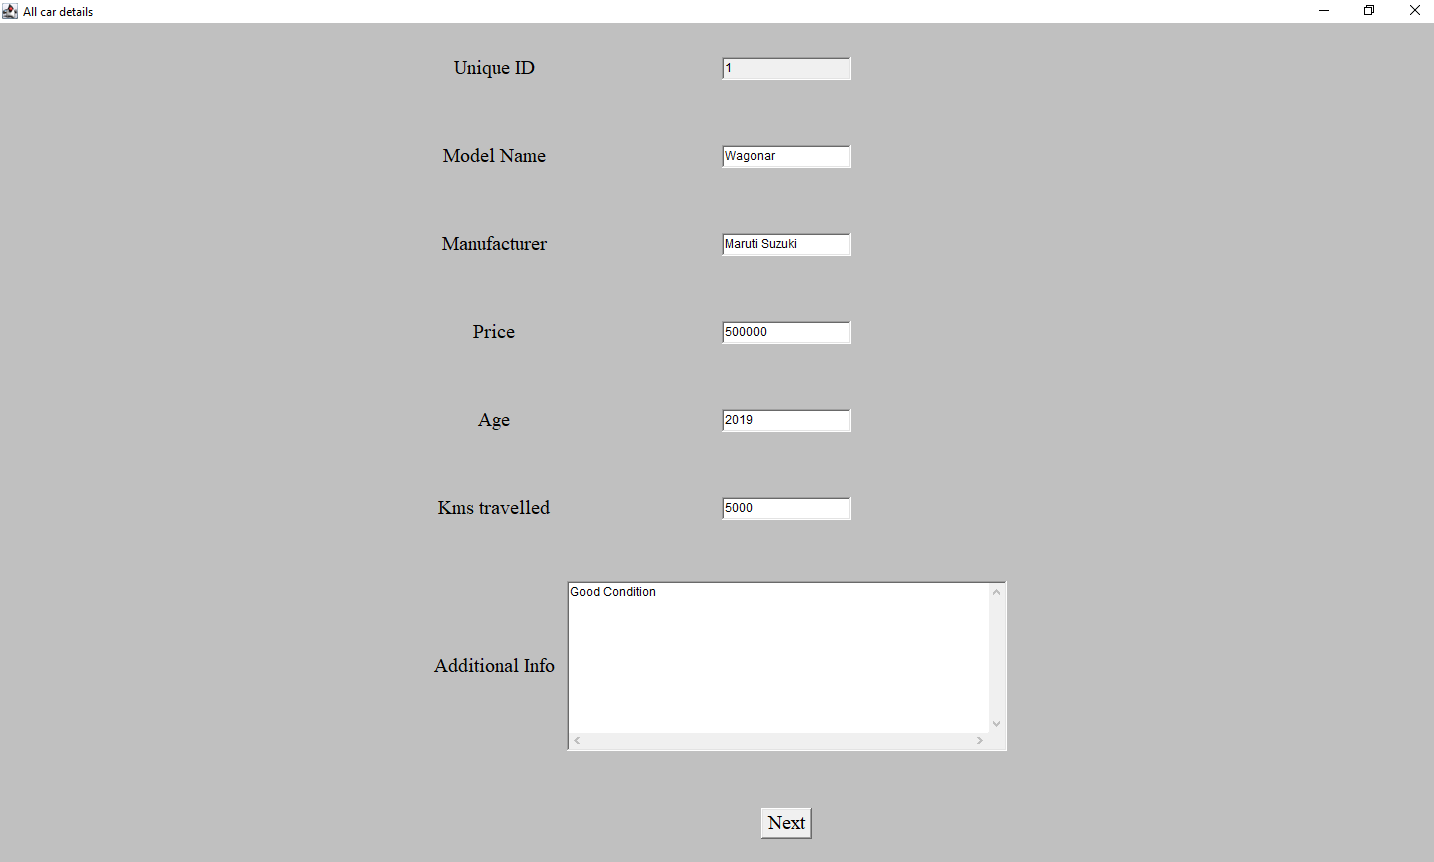 All car details
Unique ID 1
Model Name Wagonar
Manufacturer Maruti Suzuki
Price 500000
Age 2019
Kms travelled 5000
Good Condition
Additional Info
Next